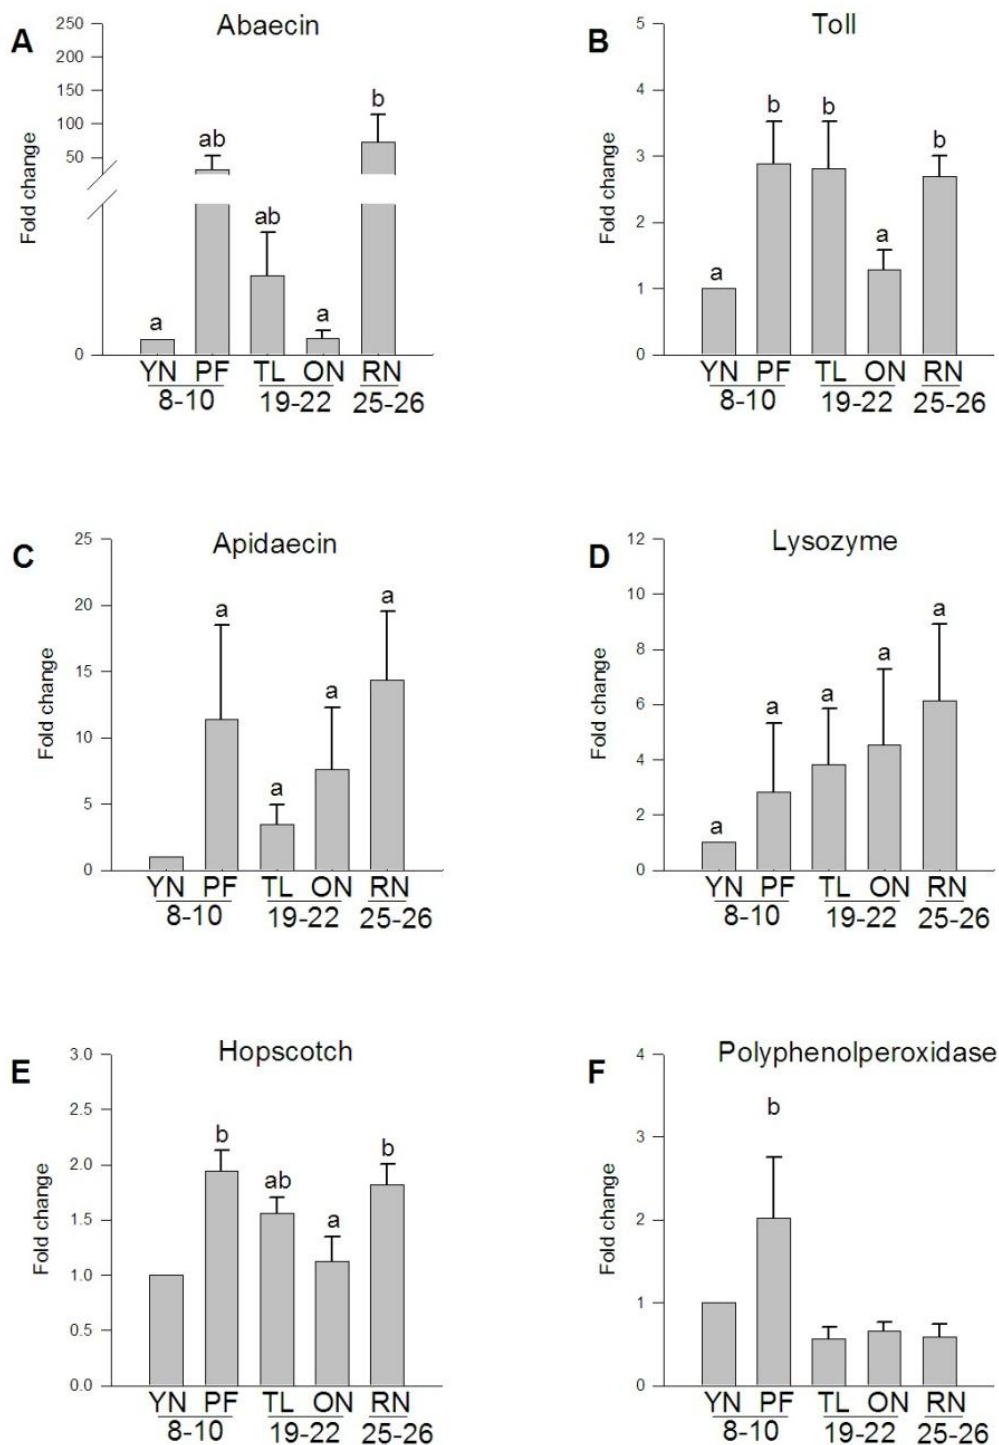 A
Abaecin
250
200
150
100
50
0
Fold change
a
ab
ab
a
b
YN PF TL ON RN
8-10 19-22 25-26
B
Toll
5
4
3
2
1
0
Fold change
a
b
b
a
b
YN PF TL ON RN
8-10 19-22 25-26
C
Apidaecin
25
20
15
10
5
0
Fold change
a
a
a
a
YN PF TL ON RN
8-10 19-22 25-26
D
Lysozyme
12
10
8
6
4
2
0
Fold change
a
a
a
a
a
YN PF TL ON RN
8-10 19-22 25-26
E
Hopscotch
3.0
2.5
2.0
1.5
1.0
0.5
0.0
Fold change
b
ab
a
b
YN PF TL ON RN
8-10 19-22 25-26
F
Polyphenolperoxidase
4
3
2
1
0
Fold change
b
YN PF TL ON RN
8-10 19-22 25-26